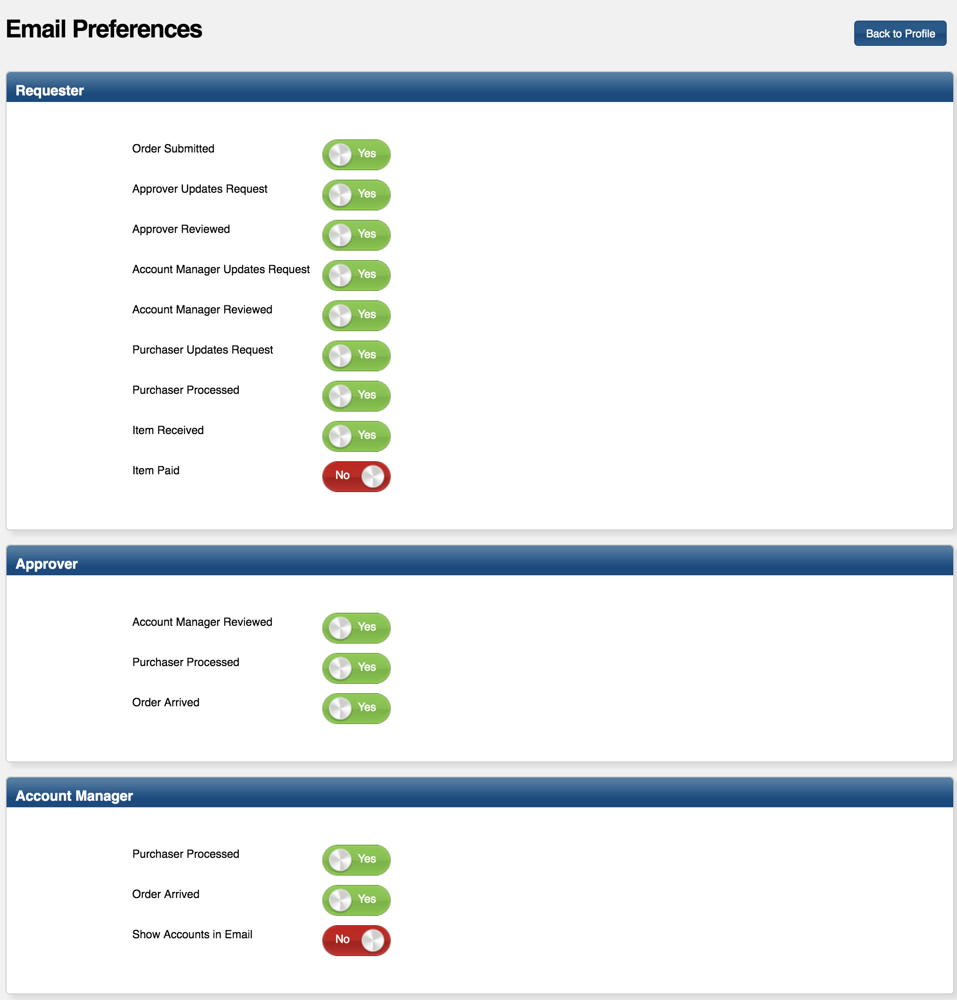 Email Preferences
Back to Profile
Requester
Order Submitted Yes
Approver Updates Request Yes
Approver Reviewed Yes
Account Manager Updates Request Yes
Account Manager Reviewed Yes
Purchaser Updates Request Yes
Purchaser Processed Yes
Item Received Yes
Item Paid No
Approver
Account Manager Reviewed Yes
Purchaser Processed Yes
Order Arrived Yes
Account Manager
Purchaser Processed Yes
Order Arrived Yes
Show Accounts in Email No